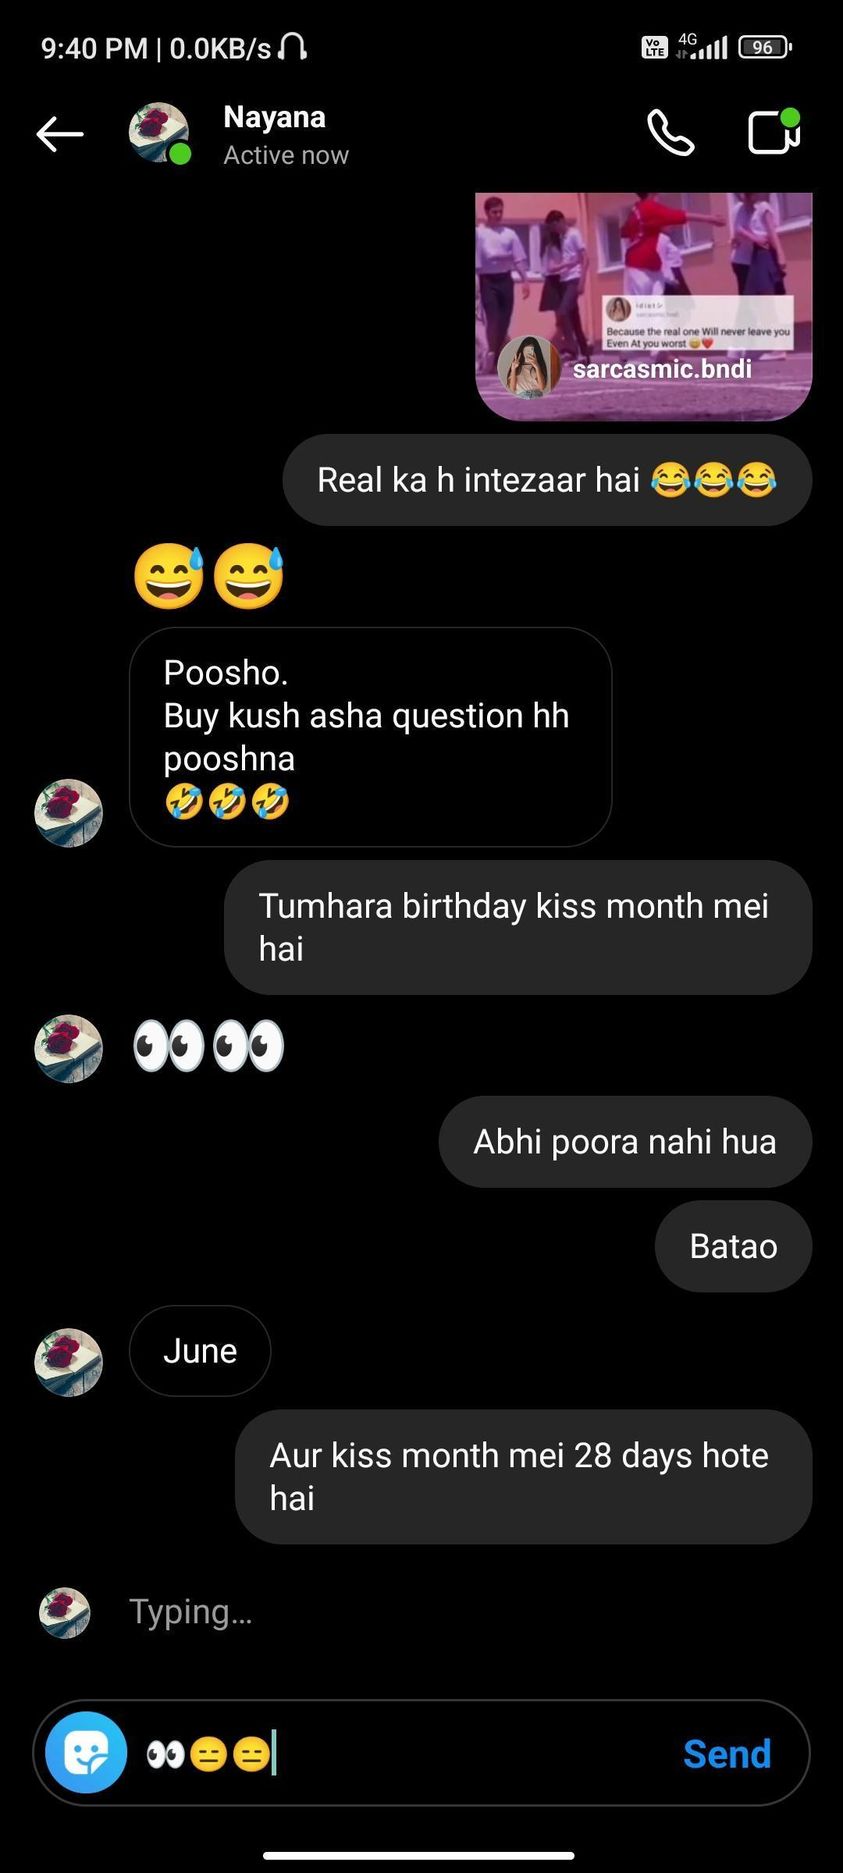 9:40 PM | 0.0KB/s
Vo
LTE
4G
96
Nayana
Active now
idiot
Because the real one Will never leave you
Even At you worst 😄❤️
sarcasmic.bndi
Real ka h intezaar hai 😂😂😂
😅😅
Poosho.
Buy kush asha question hh
pooshna
🤣🤣🤣
Tumhara birthday kiss month mei
hai
👀👀
Abhi poora nahi hua
Batao
June
Aur kiss month mei 28 days hote
hai
Typing...
👀😑😑
Send